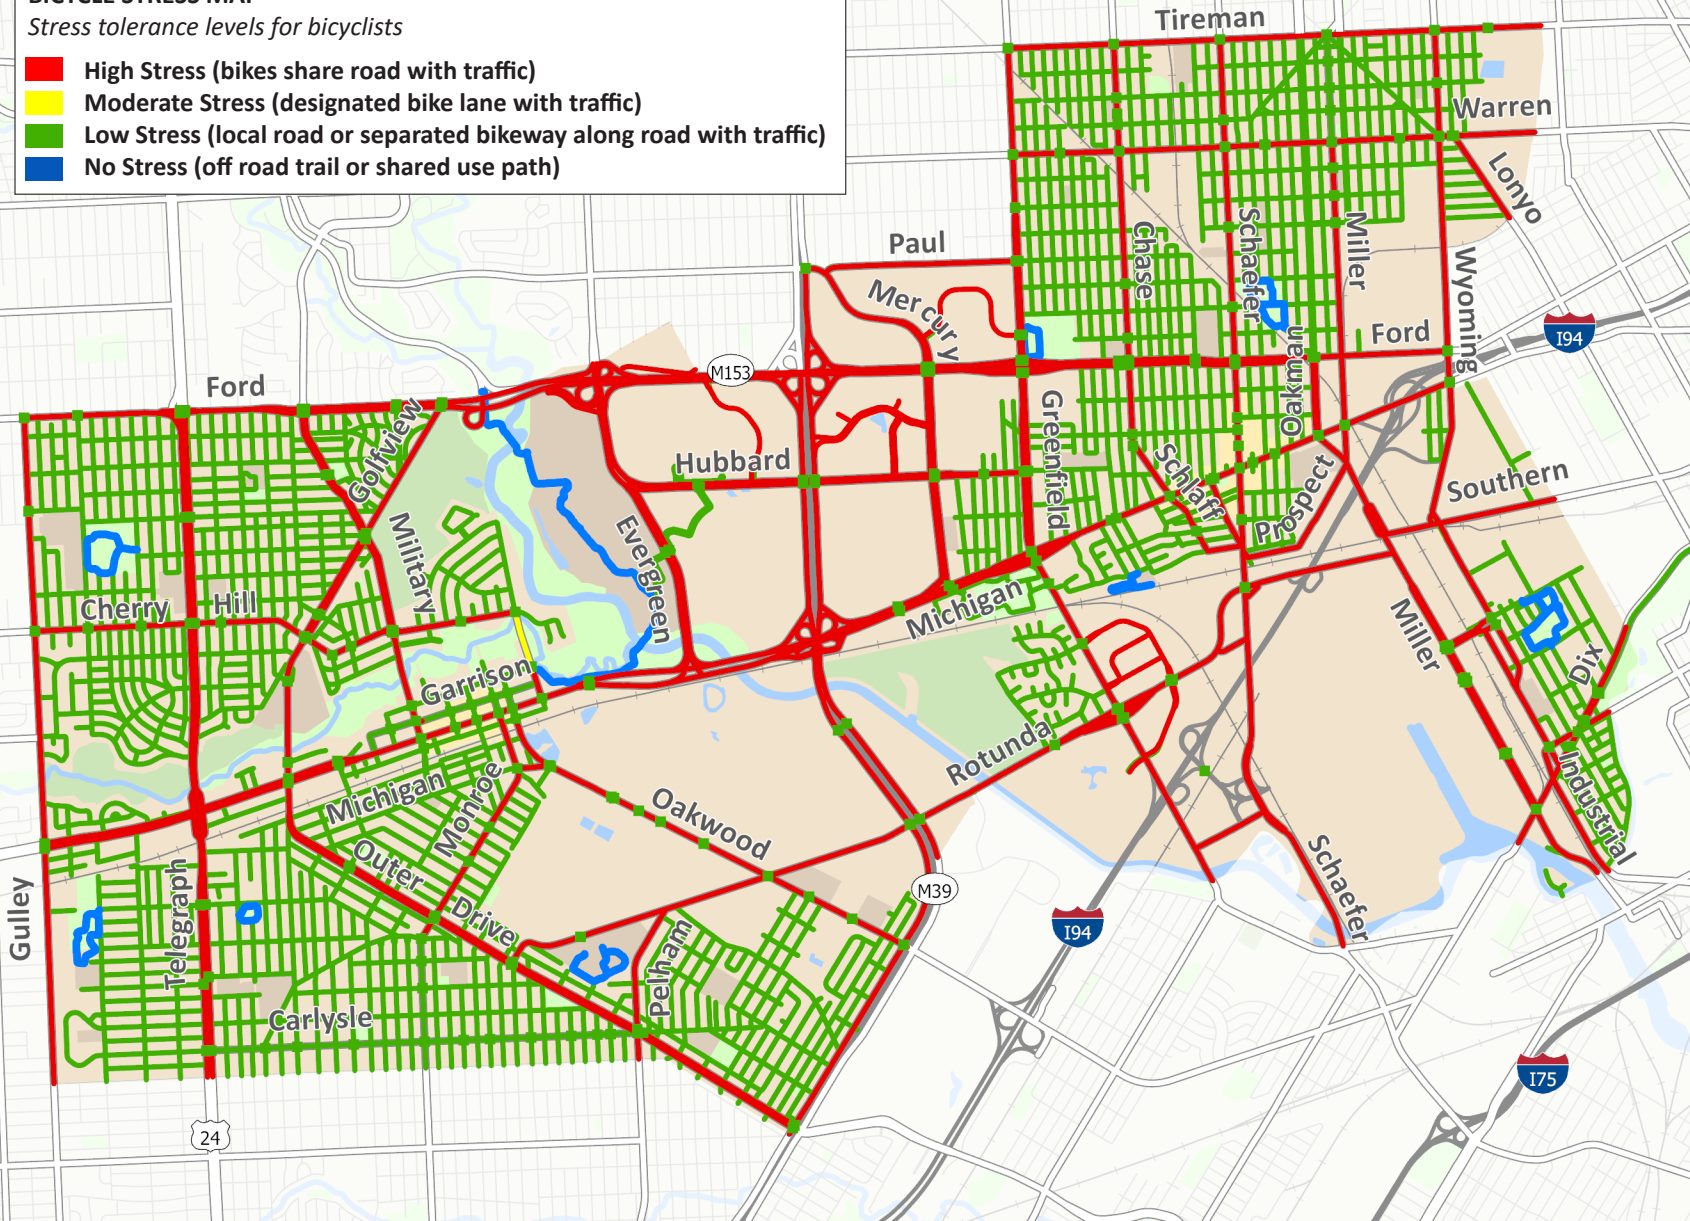 BICYCLE STRESS MAP
Stress tolerance levels for bicyclists
High Stress (bikes share road with traffic)
Moderate Stress (designated bike lane with traffic)
Low Stress (local road or separated bikeway along road with traffic)
No Stress (off road trail or shared use path)
Tireman
Warren
Lonyo
Paul
Chase
Schaefer
Miller
Wyoming
Mercury
Ford
I94
M153
Ford
Oakman
Golfview
Greenfield
Hubbard
Schlaff
Prospect
Southern
Military
Evergreen
Cherry Hill
Michigan
Miller
Garrison
Dix
Rotunda
Michigan
Monroe
Oakwood
Industrial
Outer
Drive
Schaefer
Gulley
Telegraph
M39
I94
Pelham
Carlysle
I75
24